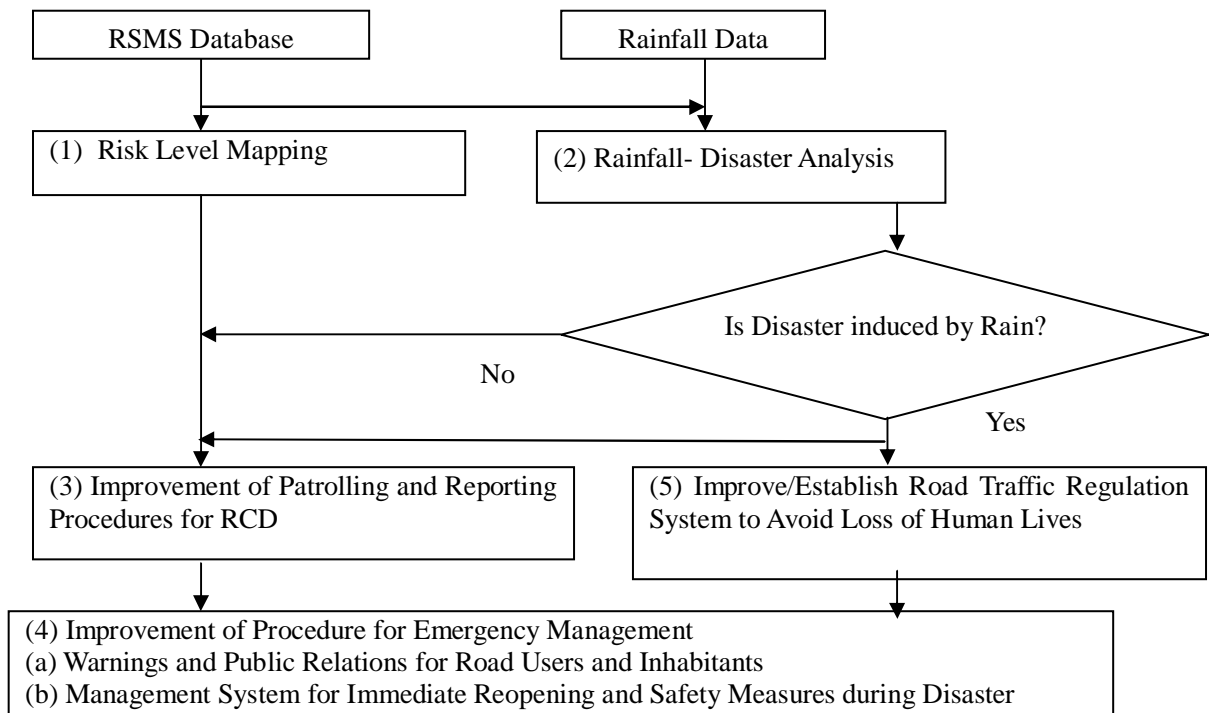 RSMS Database
Rainfall Data
(1) Risk Level Mapping
(2) Rainfall- Disaster Analysis
Is Disaster induced by Rain?
No
Yes
(3) Improvement of Patrolling and Reporting
Procedures for RCD
(5) Improve/Establish Road Traffic Regulation
System to Avoid Loss of Human Lives
(4) Improvement of Procedure for Emergency Management
(a) Warnings and Public Relations for Road Users and Inhabitants
(b) Management System for Immediate Reopening and Safety Measures during Disaster